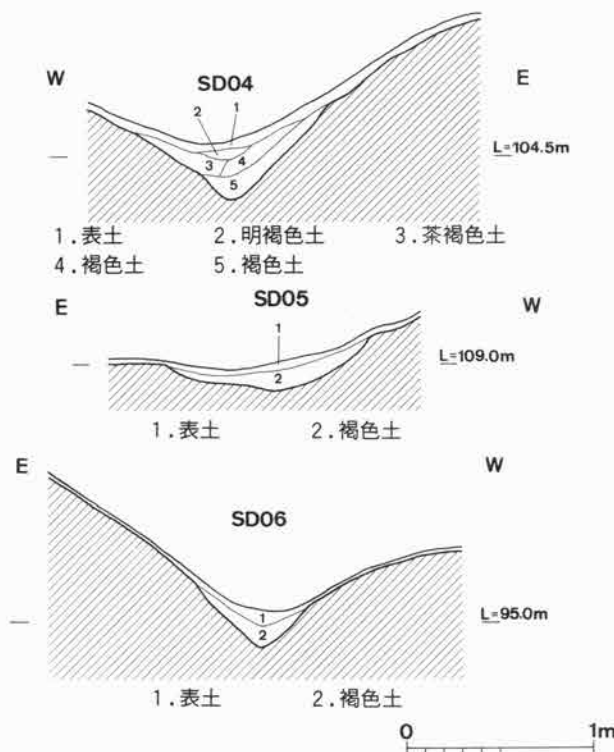 W
E
SD04
2 1
3 4
5
L=104.5m
1.表土 2.明褐色土 3.茶褐色土
4.褐色土 5.褐色土
E
SD05
W
1
2
L=109.0m
1.表土 2.褐色土
E
W
SD06
1
2
L=95.0m
1.表土 2.褐色土
0 1m